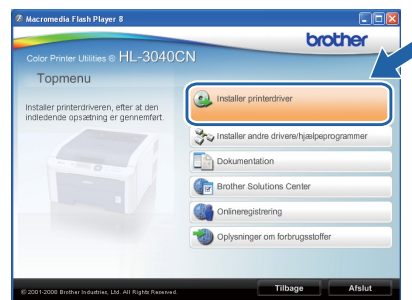 Macromedia Flash Player 8
brother
Color Printer Utilities © HL-3040CN
Topmenu
Installer printerdriveren, efter at den
indledende opsætning er gennemført.
Installer printerdriver
Installer andre drivere/hjælpeprogrammer
Dokumentation
Brother Solutions Center
Onlineregistrering
Oplysninger om forbrugsstoffer
© 2001-2008 Brother Industries, Ltd. All Rights Reserved.
Tilbage
Afslut